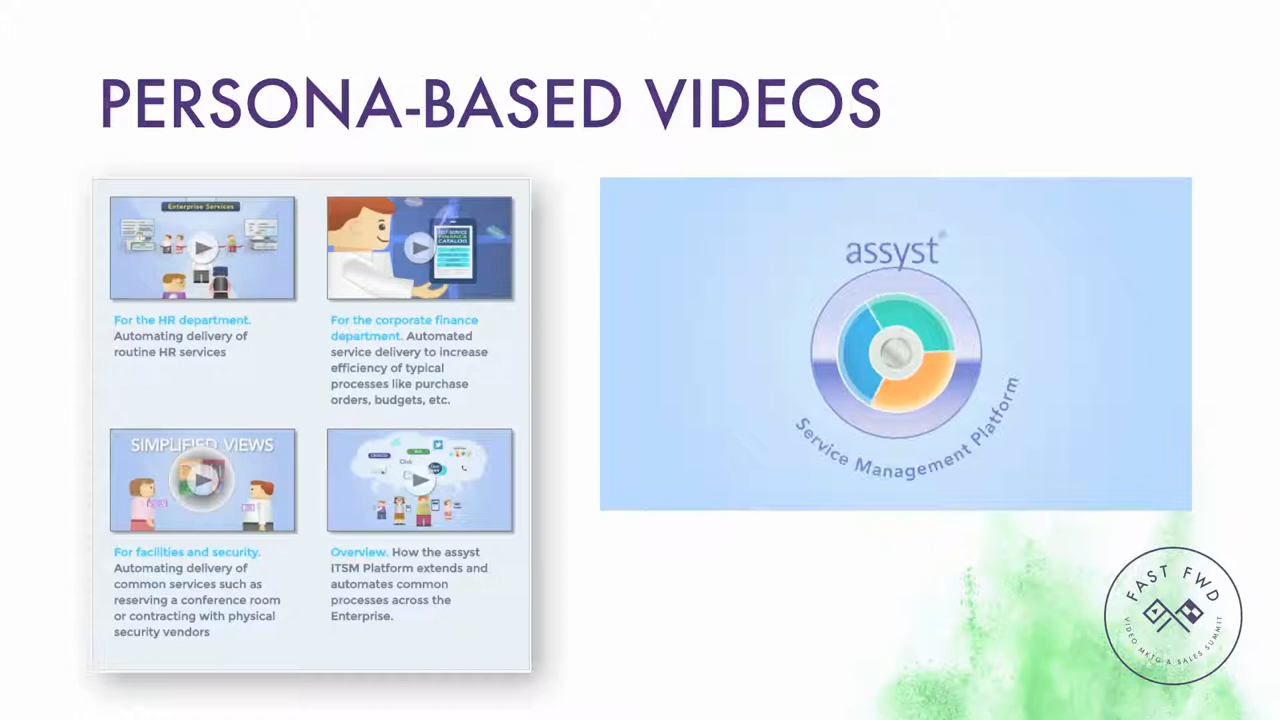 PERSONA-BASED VIDEOS
Enterprise Services
SELF-SERVICE
FINANCE
CATALOG
For the HR department.
Automating delivery of
routine HR services
For the corporate finance
department. Automated
service delivery to increase
efficiency of typical
processes like purchase
orders, budgets, etc.
SIMPLIFIED VIEWS
For facilities and security.
Automating delivery of
common services such as
reserving a conference room
or contracting with physical
security vendors
Overview. How the assyst
ITSM Platform extends and
automates common
processes across the
Enterprise.
assyst®
Service Management Platform
FAST FWD
VIDEO MKTG & SALES SUMMIT